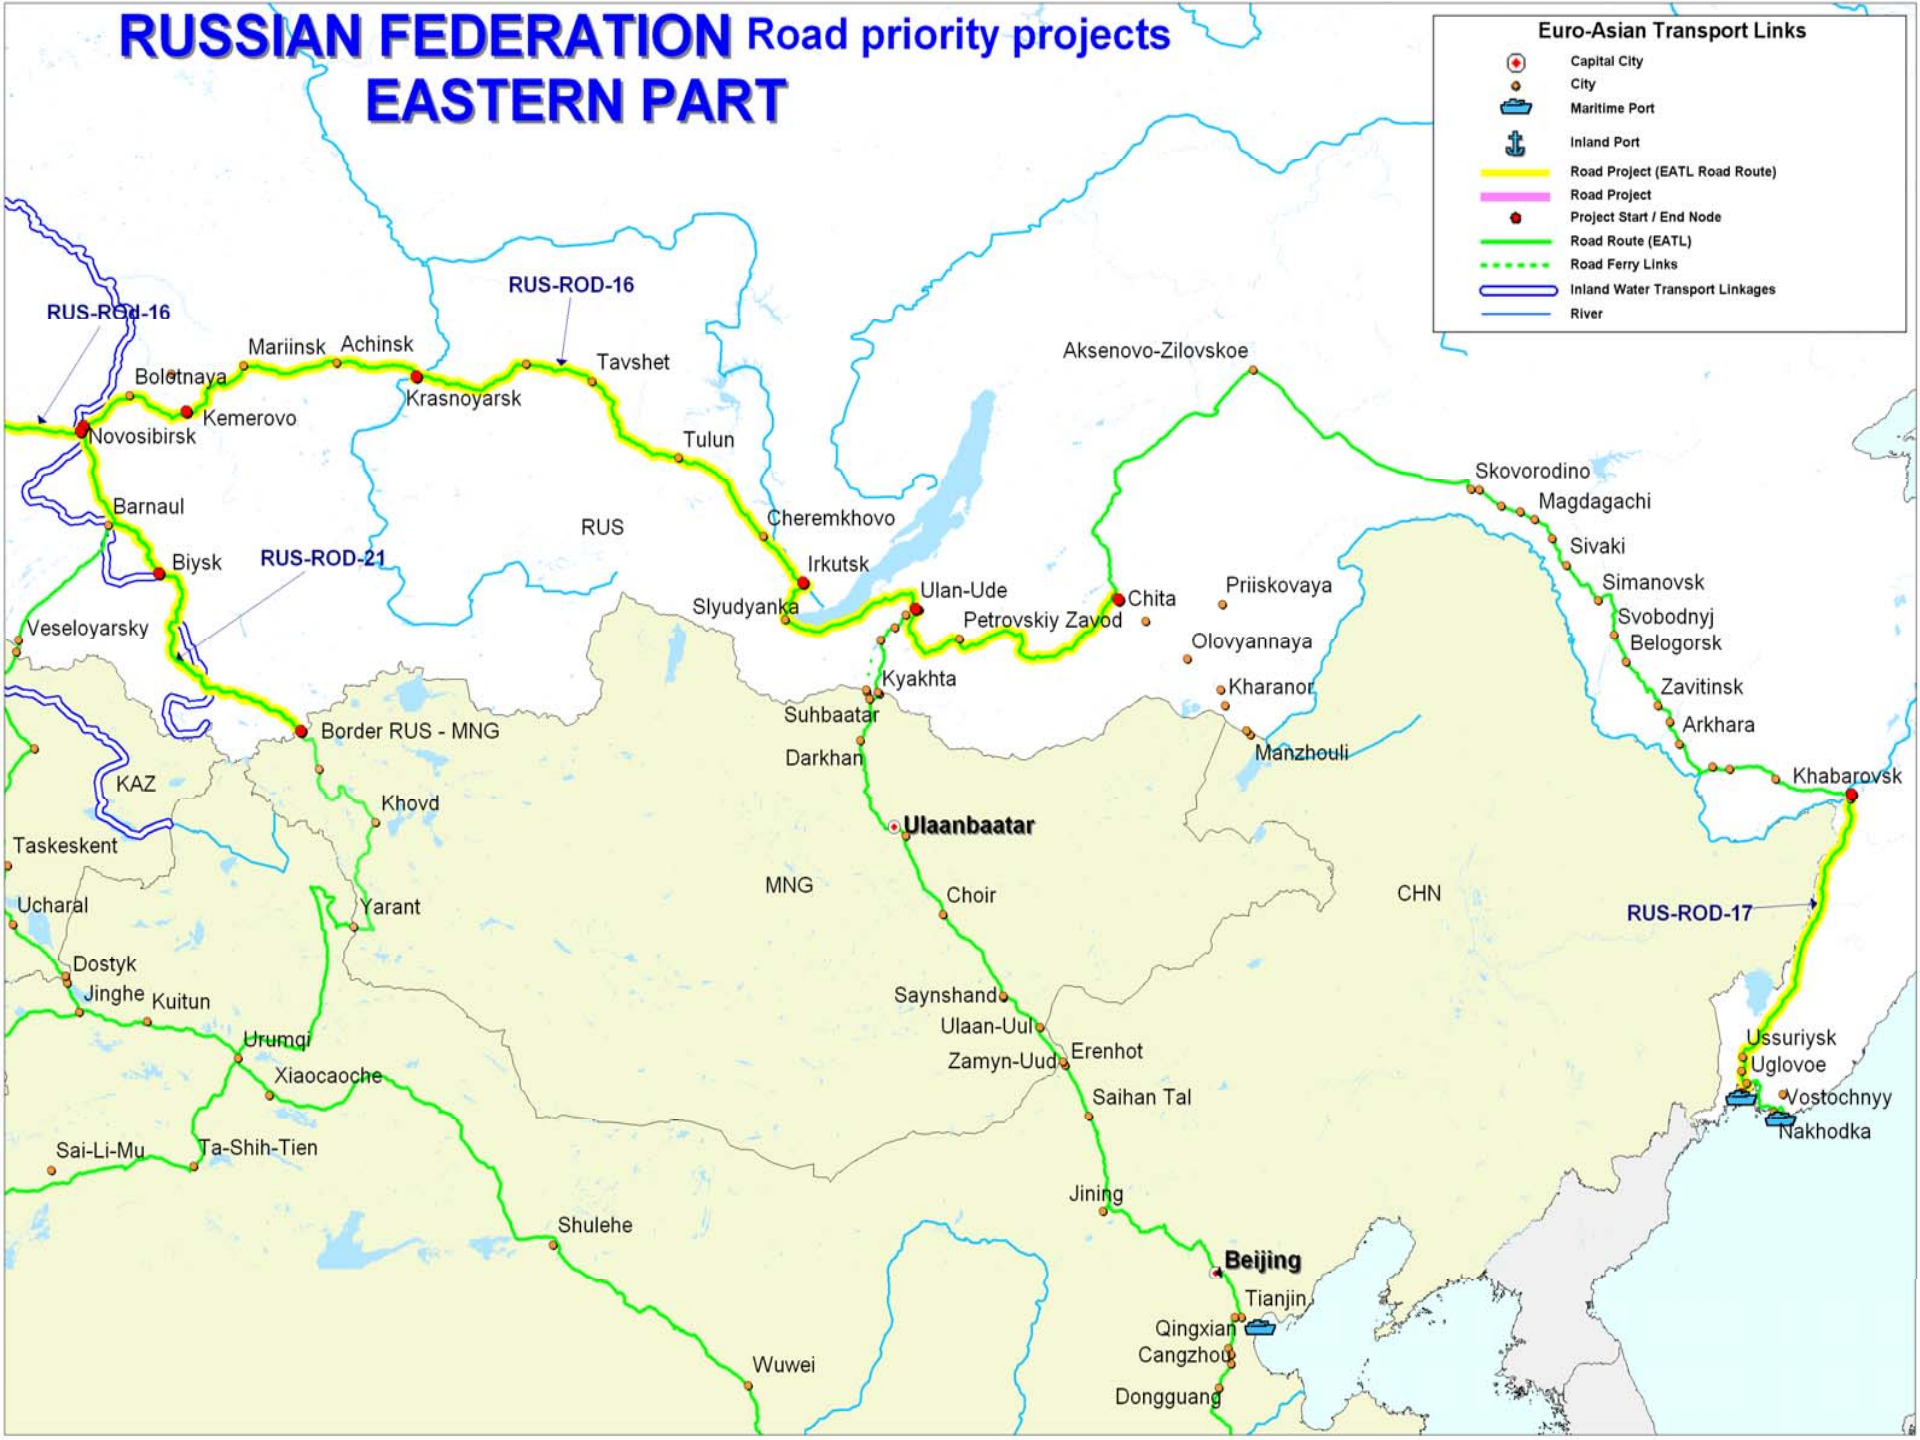 RUSSIAN FEDERATION Road priority projects
EASTERN PART
Euro-Asian Transport Links
Capital City
City
Maritime Port
Inland Port
Road Project (EATL Road Route)
Road Project
Project Start / End Node
Road Route (EATL)
Road Ferry Links
Inland Water Transport Linkages
River
RUS-ROD-16
RUS-ROd-16
Mariinsk
Achinsk
Aksenovo-Zilovskoe
Tavshet
Bolotnaya
Krasnoyarsk
Kemerovo
Novosibirsk
Tulun
Skovorodino
Magdagachi
Barnaul
Cheremkhovo
RUS
Sivaki
RUS-ROD-21
Biysk
Irkutsk
Simanovsk
Ulan-Ude
Priiskovaya
Chita
Slyudyanka
Petrovskiy Zavod
Svobodnyj
Veseloyarsky
Olovyannaya
Belogorsk
Kyakhta
Kharanor
Zavitinsk
Suhbaatar
Arkhara
Border RUS - MNG
Darkhan
Manzhouli
KAZ
Khabarovsk
Khovd
Ulaanbaatar
Taskeskent
MNG
CHN
Choir
Ucharal
Yarant
RUS-ROD-17
Dostyk
Jinghe
Kuitun
Saynshand
Ulaan-Uul
Urumqi
Ussuriysk
Zamyn-Uud
Erenhot
Uglovoe
Xiaocaoche
Saihan Tal
Vostochnyy
Nakhodka
Sai-Li-Mu
Ta-Shih-Tien
Jining
Shulehe
Beijing
Tianjin
Qingxian
Cangzhou
Wuwei
Dongguang